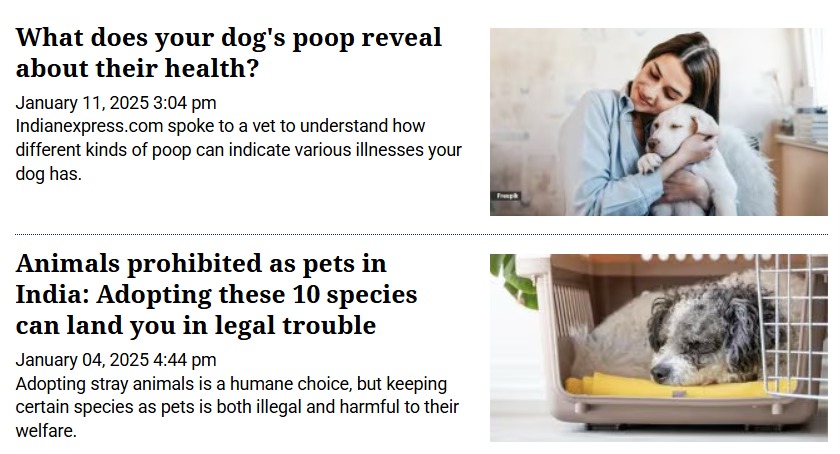 What does your dog's poop reveal
about their health?
January 11, 2025 3:04 pm
Indianexpress.com spoke to a vet to understand how
different kinds of poop can indicate various illnesses your
dog has.
Freepik
Animals prohibited as pets in
India: Adopting these 10 species
can land you in legal trouble
January 04, 2025 4:44 pm
Adopting stray animals is a humane choice, but keeping
certain species as pets is both illegal and harmful to their
welfare.